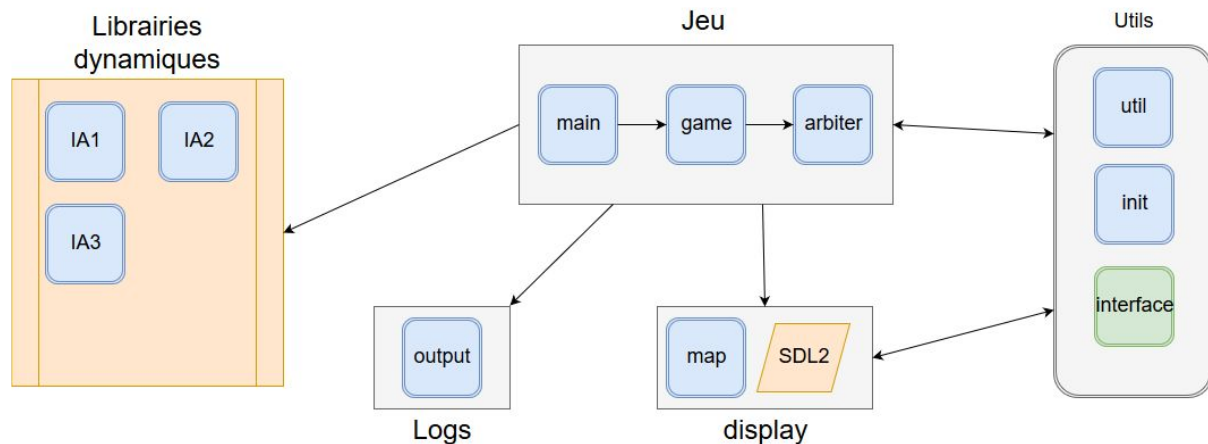 Librairies
dynamiques
Jeu
Utils
IA1
IA2
IA3
main
game
arbiter
util
init
interface
output
map
SDL2
Logs
display